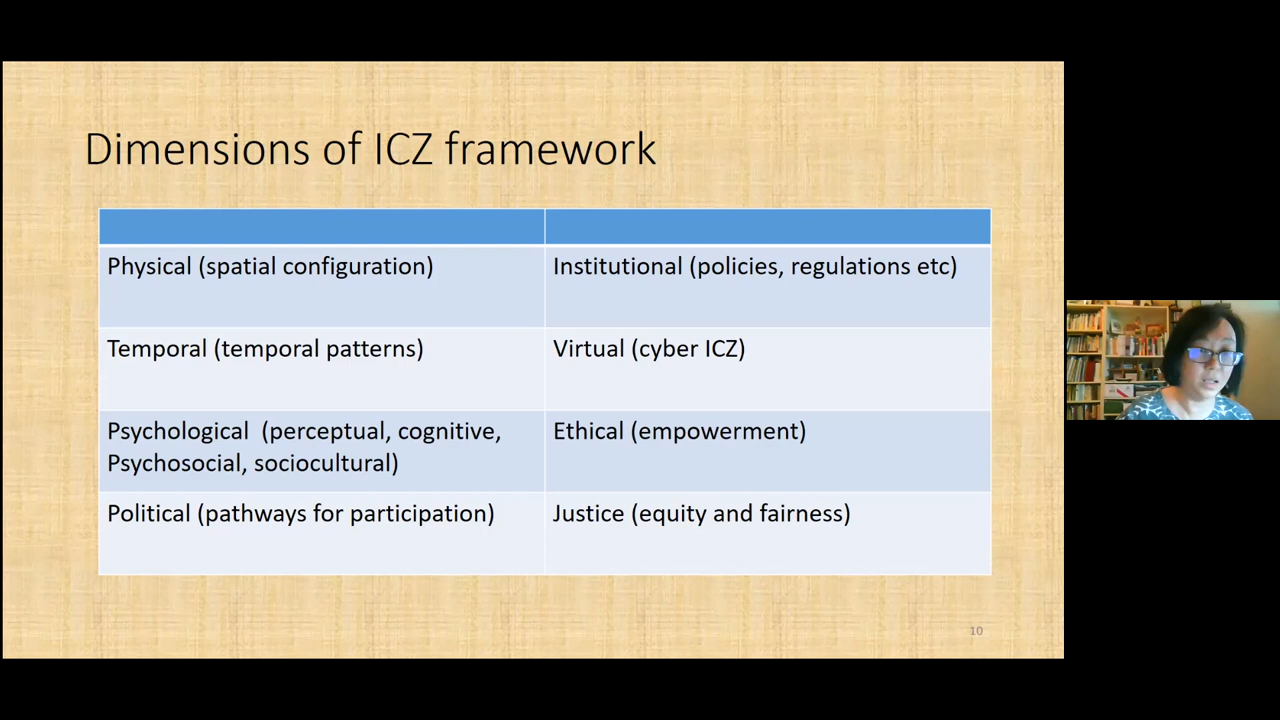 Dimensions of ICZ framework
Physical (spatial configuration)
Institutional (policies, regulations etc)
Temporal (temporal patterns)
Virtual (cyber ICZ)
Psychological  (perceptual, cognitive,
Psychosocial, sociocultural)
Ethical (empowerment)
Political (pathways for participation)
Justice (equity and fairness)
10